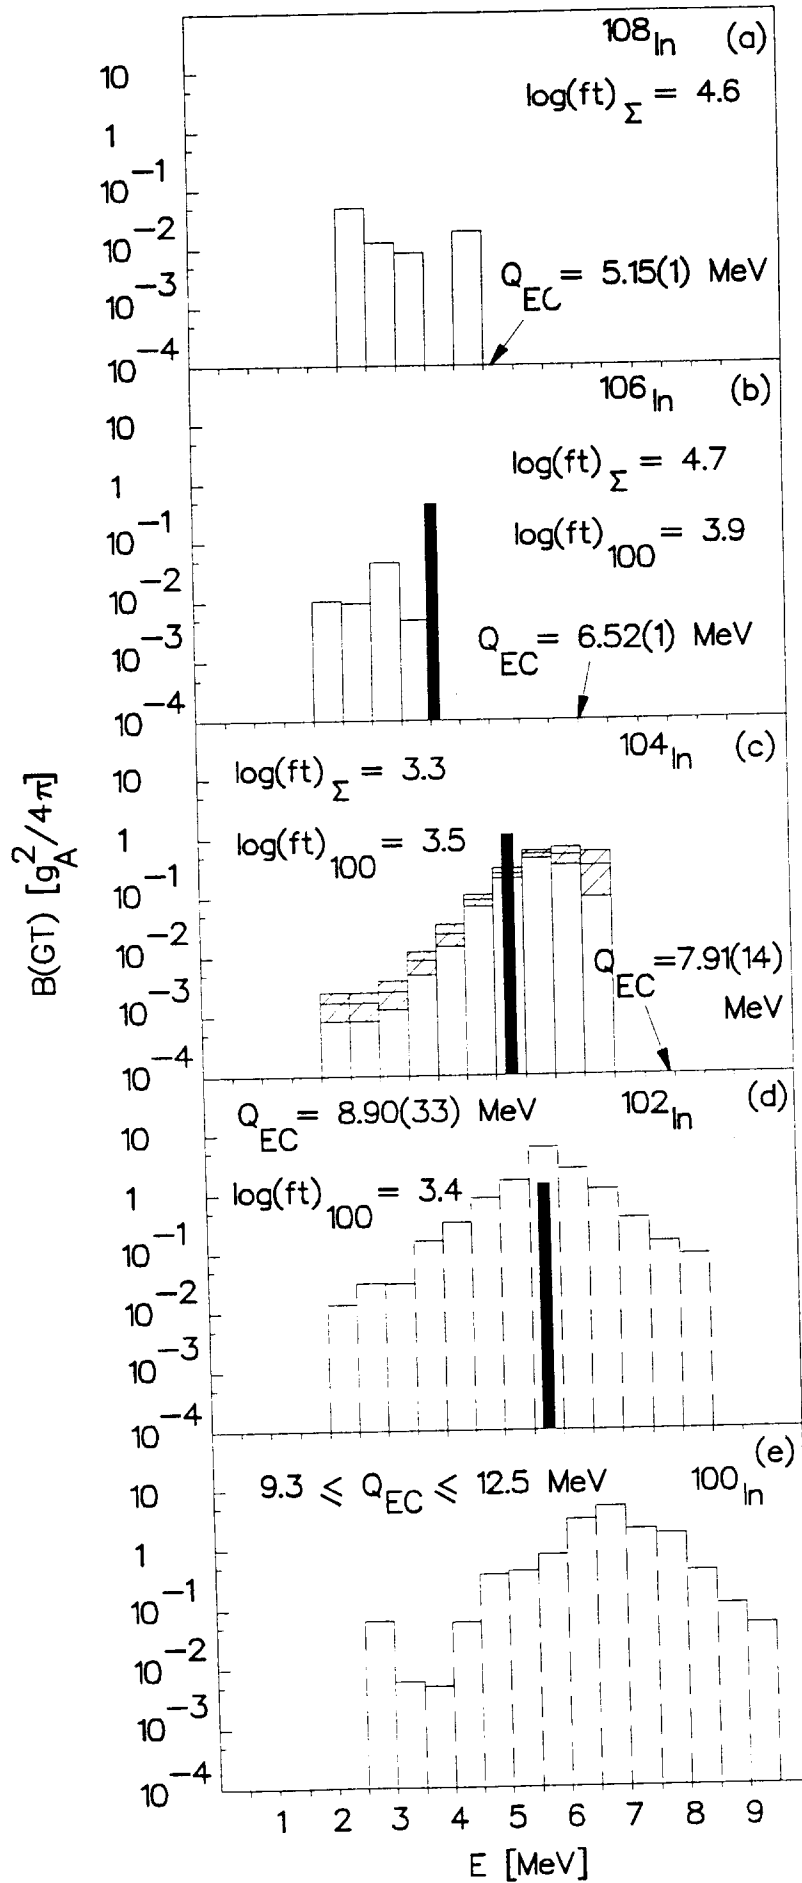 108In (a)
log(ft)Σ = 4.6
10
1
10−1
10−2
10−3
10−4
QEC = 5.15(1) MeV
106In (b)
log(ft)Σ = 4.7
log(ft)100 = 3.9
10
1
10−1
10−2
10−3
10−4
QEC = 6.52(1) MeV
104In (c)
log(ft)Σ = 3.3
log(ft)100 = 3.5
10
1
10−1
10−2
10−3
10−4
QEC =7.91(14)
MeV
B(GT) [g2A/4π]
QEC = 8.90(33) MeV
102In (d)
log(ft)100 = 3.4
10
1
10−1
10−2
10−3
10−4
(e)
9.3 ⩽ QEC ⩽ 12.5 MeV
100In
10
1
10−1
10−2
10−3
10−4
1 2 3 4 5 6 7 8 9
E [MeV]